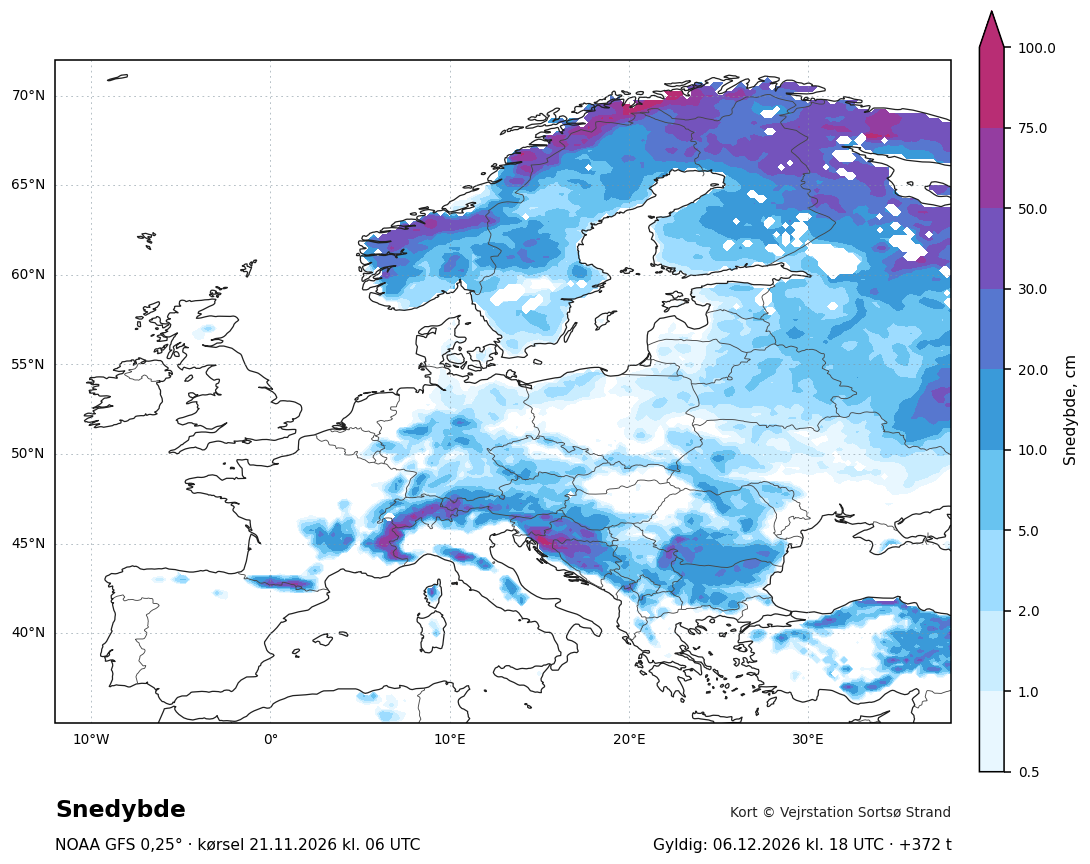 70°N
65°N
60°N
55°N
50°N
45°N
40°N
10°W
0°
10°E
20°E
30°E
100.0
75.0
50.0
30.0
20.0
10.0
5.0
2.0
1.0
0.5
Snedybde, cm
Snedybde
Kort © Vejrstation Sortsø Strand
NOAA GFS 0,25° · kørsel 21.11.2026 kl. 06 UTC
Gyldig: 06.12.2026 kl. 18 UTC · +372 t